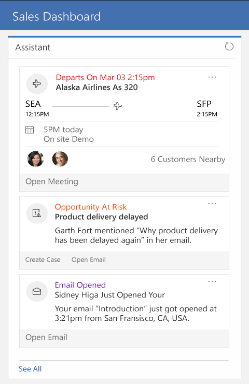 Sales Dashboard
Assistant
Departs On Mar 03 2:15pm
Alaska Airlines As 320
SEA
SFP
12:15PM
2:15PM
5PM today
On site Demo
6 Customers Nearby
Open Meeting
Opportunity At Risk
Product delivery delayed
Garth Fort mentioned "Why product delivery
has been delayed again" in her email.
Create Case Open Email
Email Opened
Sidney Higa Just Opened Your
Your email "Introduction" just got opened at
3:21pm from San Fransisco, CA, USA.
Open Email
See All